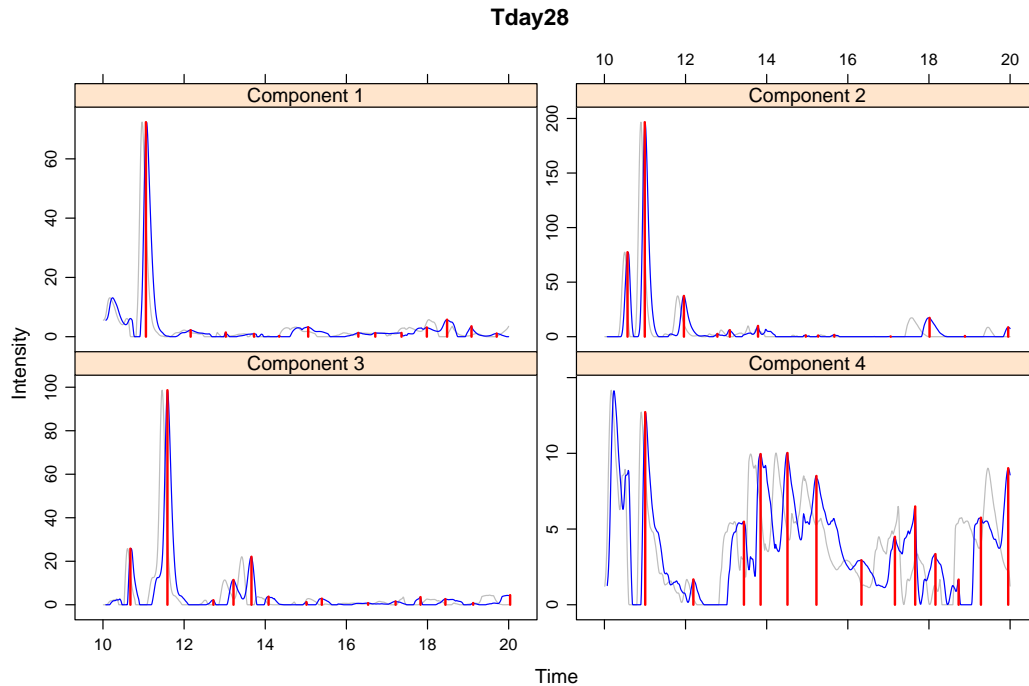 Tday28
10 12 14 16 18 20
Component 1 Component 2
0 20 40 60
0 50 100 150 200
Component 3 Component 4
0 20 40 60 80 100
0 5 10
10 12 14 16 18 20
Intensity
Time